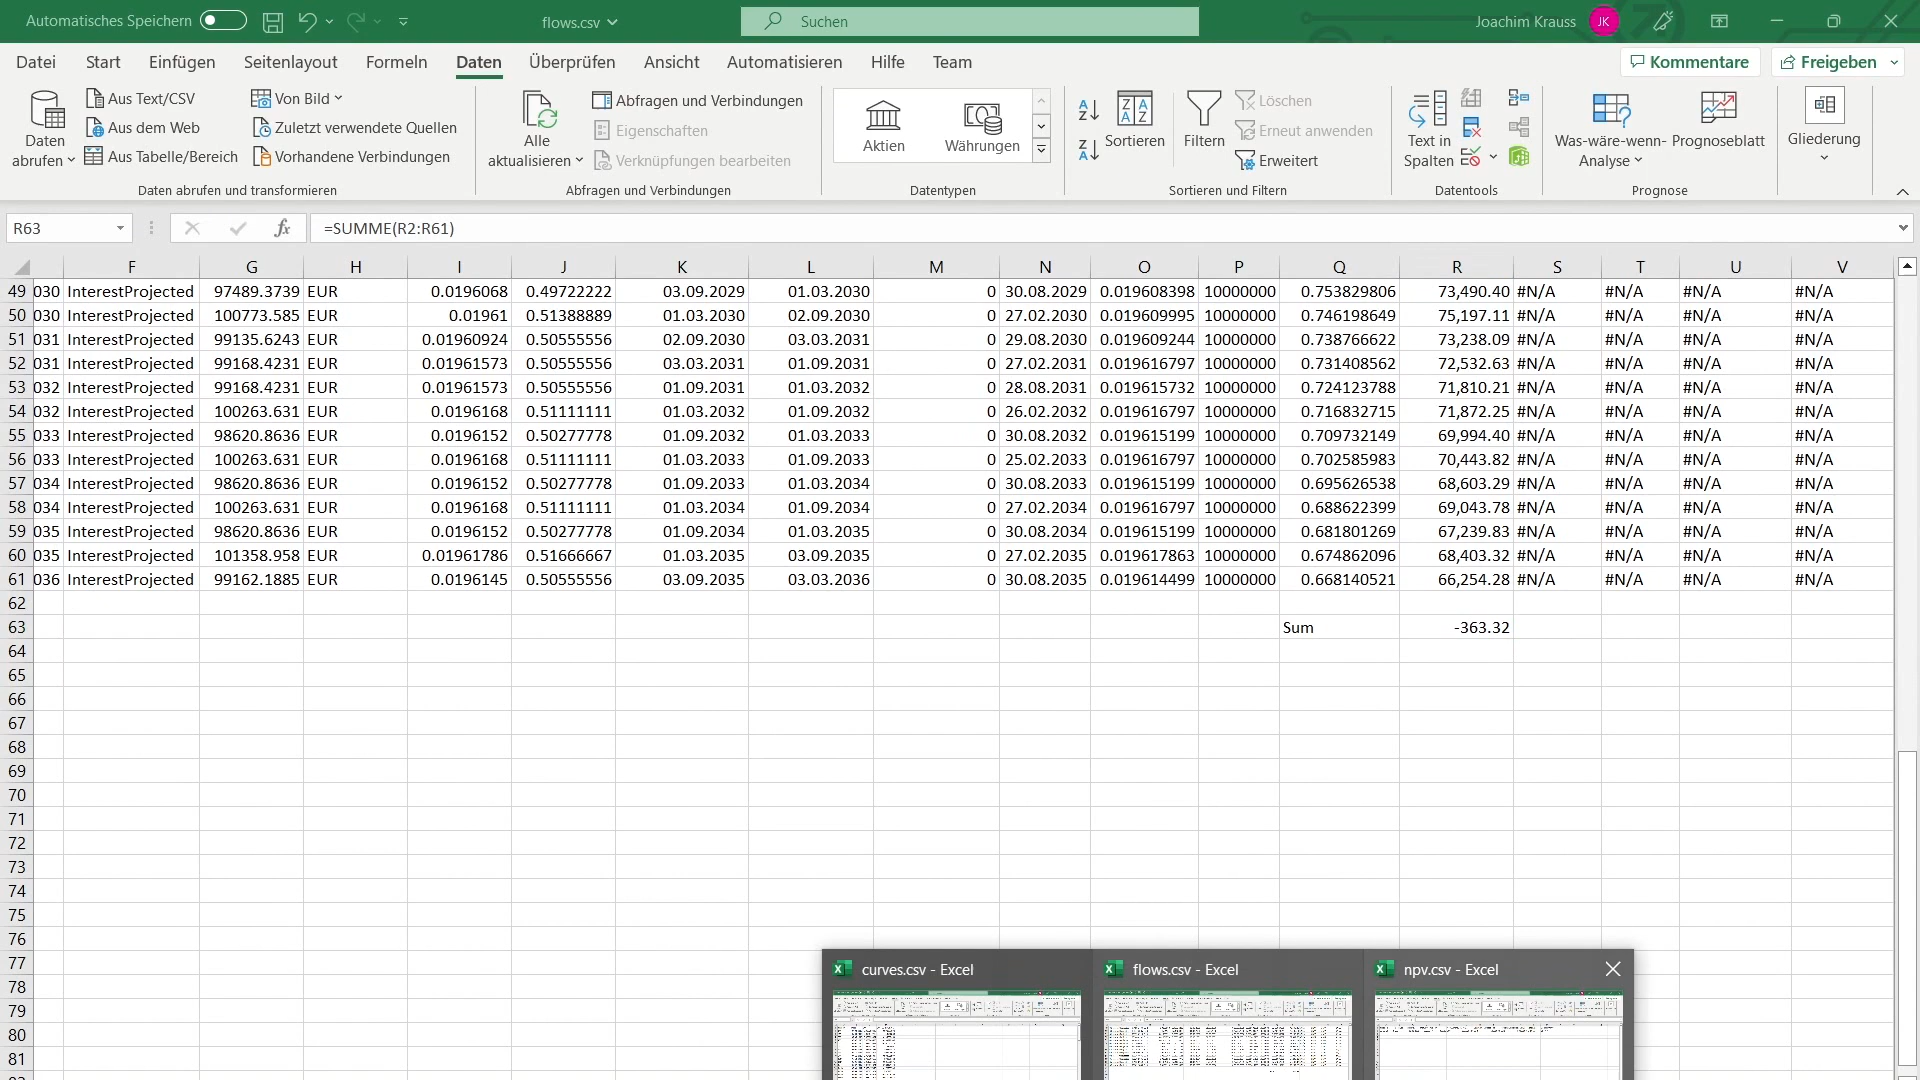 Automatisches Speichern flows.csv Suchen Joachim Krauss JK
Datei Start Einfügen Seitenlayout Formeln Daten Überprüfen Ansicht Automatisieren Hilfe Team Kommentare Freigeben
Daten abrufen
Aus Text/CSV
Aus dem Web
Aus Tabelle/Bereich
Von Bild
Zuletzt verwendete Quellen
Vorhandene Verbindungen
Daten abrufen und transformieren
Alle aktualisieren
Abfragen und Verbindungen
Eigenschaften
Verknüpfungen bearbeiten
Abfragen und Verbindungen
Aktien Währungen
Datentypen
Sortieren
Filtern
Löschen
Erneut anwenden
Erweitert
Sortieren und Filtern
Text in Spalten
Datentools
Was-wäre-wenn-Analyse
Prognoseblatt
Prognose
Gliederung
R63 fx =SUMME(R2:R61)
F G H I J K L M N O P Q R S T U V
49 030 InterestProjected 97489.3739 EUR 0.0196068 0.49722222 03.09.2029 01.03.2030 0 30.08.2029 0.019608398 10000000 0.753829806 73,490.40 #N/A #N/A #N/A #N/A
50 030 InterestProjected 100773.585 EUR 0.01961 0.51388889 01.03.2030 02.09.2030 0 27.02.2030 0.019609995 10000000 0.746198649 75,197.11 #N/A #N/A #N/A #N/A
51 031 InterestProjected 99135.6243 EUR 0.01960924 0.50555556 02.09.2030 03.03.2031 0 29.08.2030 0.019609244 10000000 0.738766622 73,238.09 #N/A #N/A #N/A #N/A
52 031 InterestProjected 99168.4231 EUR 0.01961573 0.50555556 03.03.2031 01.09.2031 0 27.02.2031 0.019616797 10000000 0.731408562 72,532.63 #N/A #N/A #N/A #N/A
53 032 InterestProjected 99168.4231 EUR 0.01961573 0.50555556 01.09.2031 01.03.2032 0 28.08.2031 0.019615732 10000000 0.724123788 71,810.21 #N/A #N/A #N/A #N/A
54 032 InterestProjected 100263.631 EUR 0.0196168 0.51111111 01.03.2032 01.09.2032 0 26.02.2032 0.019616797 10000000 0.716832715 71,872.25 #N/A #N/A #N/A #N/A
55 033 InterestProjected 98620.8636 EUR 0.0196152 0.50277778 01.09.2032 01.03.2033 0 30.08.2032 0.019615199 10000000 0.709732149 69,994.40 #N/A #N/A #N/A #N/A
56 033 InterestProjected 100263.631 EUR 0.0196168 0.51111111 01.03.2033 01.09.2033 0 25.02.2033 0.019616797 10000000 0.702585983 70,443.82 #N/A #N/A #N/A #N/A
57 034 InterestProjected 98620.8636 EUR 0.0196152 0.50277778 01.09.2033 01.03.2034 0 30.08.2033 0.019615199 10000000 0.695626538 68,603.29 #N/A #N/A #N/A #N/A
58 034 InterestProjected 100263.631 EUR 0.0196168 0.51111111 01.03.2034 01.09.2034 0 27.02.2034 0.019616797 10000000 0.688622399 69,043.78 #N/A #N/A #N/A #N/A
59 035 InterestProjected 98620.8636 EUR 0.0196152 0.50277778 01.09.2034 01.03.2035 0 30.08.2034 0.019615199 10000000 0.681801269 67,239.83 #N/A #N/A #N/A #N/A
60 035 InterestProjected 101358.958 EUR 0.01961786 0.51666667 01.03.2035 03.09.2035 0 27.02.2035 0.019617863 10000000 0.674862096 68,403.32 #N/A #N/A #N/A #N/A
61 036 InterestProjected 99162.1885 EUR 0.0196145 0.50555556 03.09.2035 03.03.2036 0 30.08.2035 0.019614499 10000000 0.668140521 66,254.28 #N/A #N/A #N/A #N/A
62
63 Sum -363.32
64
65
66
67
68
69
70
71
72
73
74
75
76
77
78
79
80
81
curves.csv - Excel flows.csv - Excel npv.csv - Excel